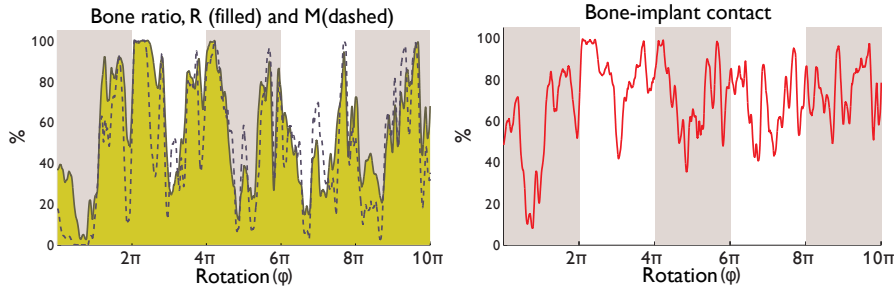 Bone ratio, R (filled) and M(dashed)
100
80
60
40
20
0
%
2π
4π
6π
8π
10π
Rotation(φ)
Bone-implant contact
100
80
60
40
20
0
%
2π
4π
6π
8π
10π
Rotation(φ)